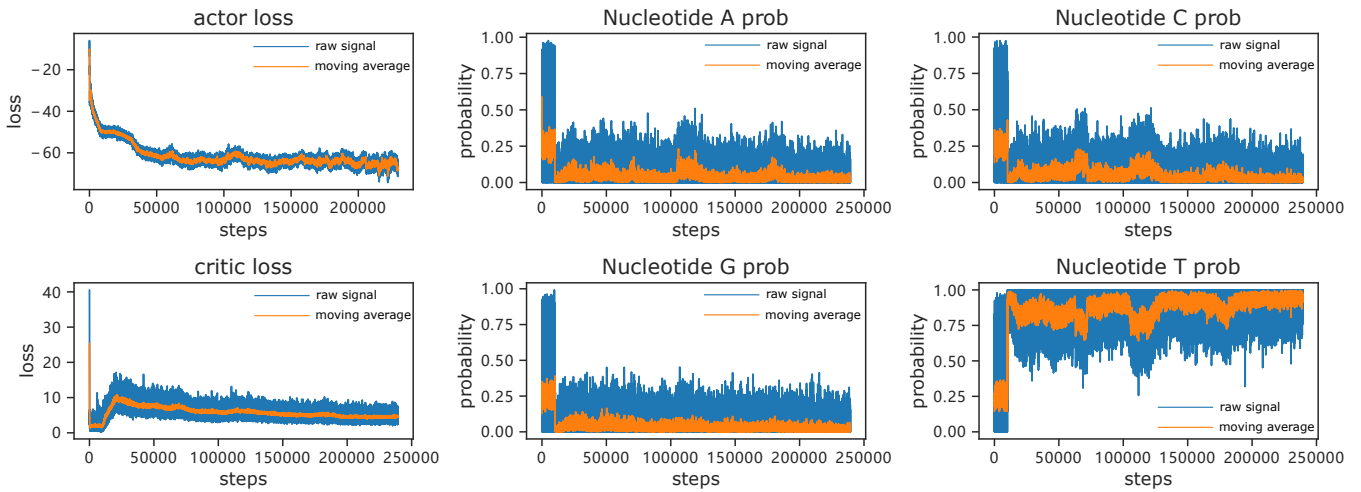 actor loss
loss
−20
−40
−60
0 50000 100000 150000 200000
steps
raw signal
moving average
Nucleotide A prob
probability
1.00
0.75
0.50
0.25
0.00
0 50000 100000 150000 200000 250000
steps
raw signal
moving average
Nucleotide C prob
probability
1.00
0.75
0.50
0.25
0.00
0 50000 100000 150000 200000 250000
steps
raw signal
moving average
critic loss
loss
40
30
20
10
0
0 50000 100000 150000 200000 250000
steps
raw signal
moving average
Nucleotide G prob
probability
1.00
0.75
0.50
0.25
0.00
0 50000 100000 150000 200000 250000
steps
raw signal
moving average
Nucleotide T prob
probability
1.00
0.75
0.50
0.25
0.00
0 50000 100000 150000 200000 250000
steps
raw signal
moving average